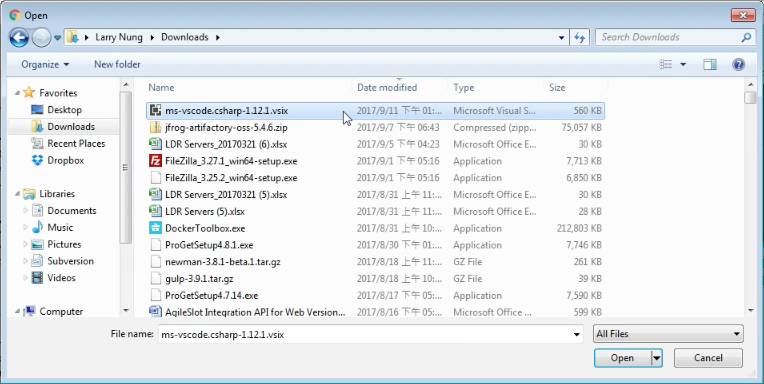 Open
Larry Nung Downloads
Search Downloads
Organize New folder
Name Date modified Type Size
Favorites
Desktop
Downloads
Recent Places
Dropbox
Libraries
Documents
Music
Pictures
Subversion
Videos
Computer
ms-vscode.csharp-1.12.1.vsix 2017/9/11 下午 01:... Microsoft Visual S... 560 KB
jfrog-artifactory-oss-5.4.6.zip 2017/9/7 下午 06:43 Compressed (zipp... 75,057 KB
LDR Servers_20170321 (6).xlsx 2017/9/5 下午 04:23 Microsoft Office E... 30 KB
FileZilla_3.27.1_win64-setup.exe 2017/9/1 下午 05:16 Application 7,713 KB
FileZilla_3.25.2_win64-setup.exe 2017/9/1 下午 05:16 Application 6,850 KB
LDR Servers_20170321 (5).xlsx 2017/8/31 上午 11:... Microsoft Office E... 30 KB
LDR Servers (5).xlsx 2017/8/31 上午 11:... Microsoft Office E... 28 KB
DockerToolbox.exe 2017/8/31 上午 11:... Application 212,803 KB
ProGetSetup4.8.1.exe 2017/8/30 下午 01:... Application 7,746 KB
newman-3.8.1-beta.1.tar.gz 2017/8/18 上午 11:... GZ File 261 KB
gulp-3.9.1.tar.gz 2017/8/18 上午 10:... GZ File 39 KB
ProGetSetup4.7.14.exe 2017/8/17 下午 05:... Application 7,590 KB
AgileSlot Integration API for Web Version... 2017/8/16 下午 05:... Microsoft Office ... 599 KB
File name: ms-vscode.csharp-1.12.1.vsix All Files
Open Cancel